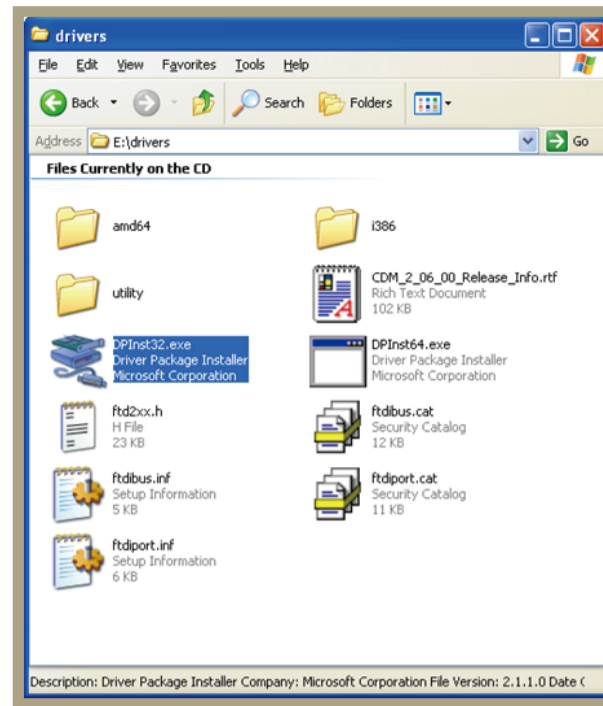 drivers
File Edit View Favorites Tools Help
Back Search Folders
Address E:\drivers Go
Files Currently on the CD
amd64
i386
utility
CDM_2_06_00_Release_Info.rtf
Rich Text Document
102 KB
DPInst32.exe
Driver Package Installer
Microsoft Corporation
DPInst64.exe
Driver Package Installer
Microsoft Corporation
ftd2xx.h
H File
23 KB
ftdibus.cat
Security Catalog
12 KB
ftdibus.inf
Setup Information
5 KB
ftdiport.cat
Security Catalog
11 KB
ftdiport.inf
Setup Information
6 KB
Description: Driver Package Installer Company: Microsoft Corporation File Version: 2.1.1.0 Date